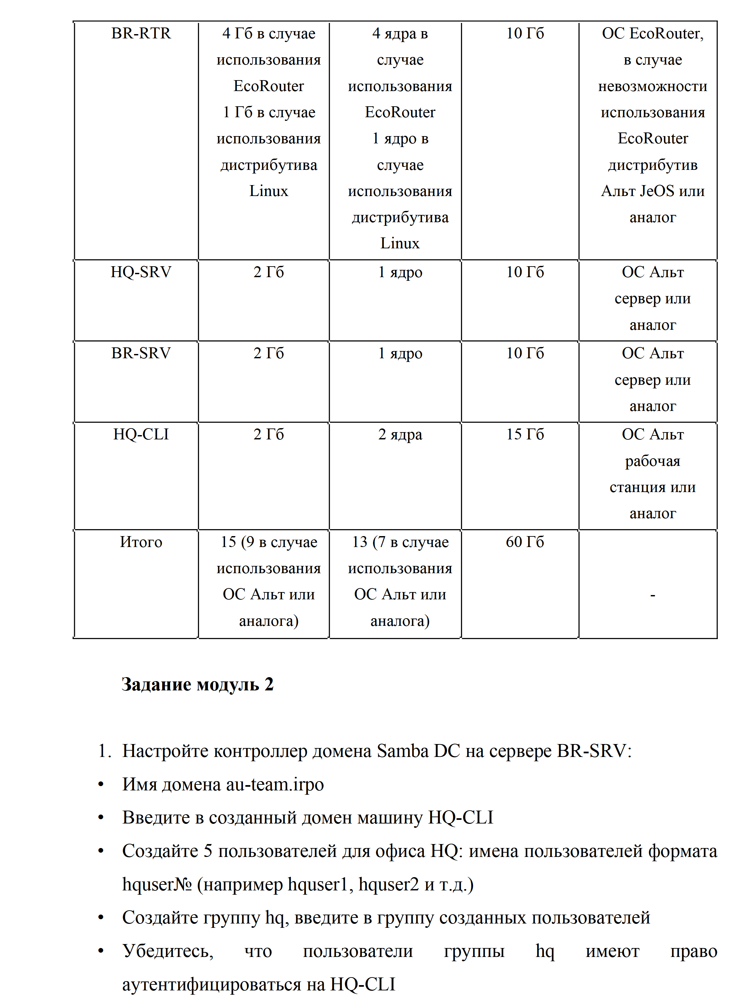 BR-RTR
4 Гб в случае
использования
EcoRouter
1 Гб в случае
использования
дистрибутива
Linux
4 ядра в
случае
использования
EcoRouter
1 ядро в
случае
использования
дистрибутива
Linux
10 Гб
ОС EcoRouter,
в случае
невозможности
использования
EcoRouter
дистрибутив
Альт JeOS или
аналог
HQ-SRV
2 Гб
1 ядро
10 Гб
ОС Альт
сервер или
аналог
BR-SRV
2 Гб
1 ядро
10 Гб
ОС Альт
сервер или
аналог
HQ-CLI
2 Гб
2 ядра
15 Гб
ОС Альт
рабочая
станция или
аналог
Итого
15 (9 в случае
использования
ОС Альт или
аналога)
13 (7 в случае
использования
ОС Альт или
аналога)
60 Гб
-
Задание модуль 2
1. Настройте контроллер домена Samba DC на сервере BR-SRV:
• Имя домена au-team.irpo
• Введите в созданный домен машину HQ-CLI
• Создайте 5 пользователей для офиса HQ: имена пользователей формата
hquser№ (например hquser1, hquser2 и т.д.)
• Создайте группу hq, введите в группу созданных пользователей
• Убедитесь, что пользователи группы hq имеют право
аутентифицироваться на HQ-CLI